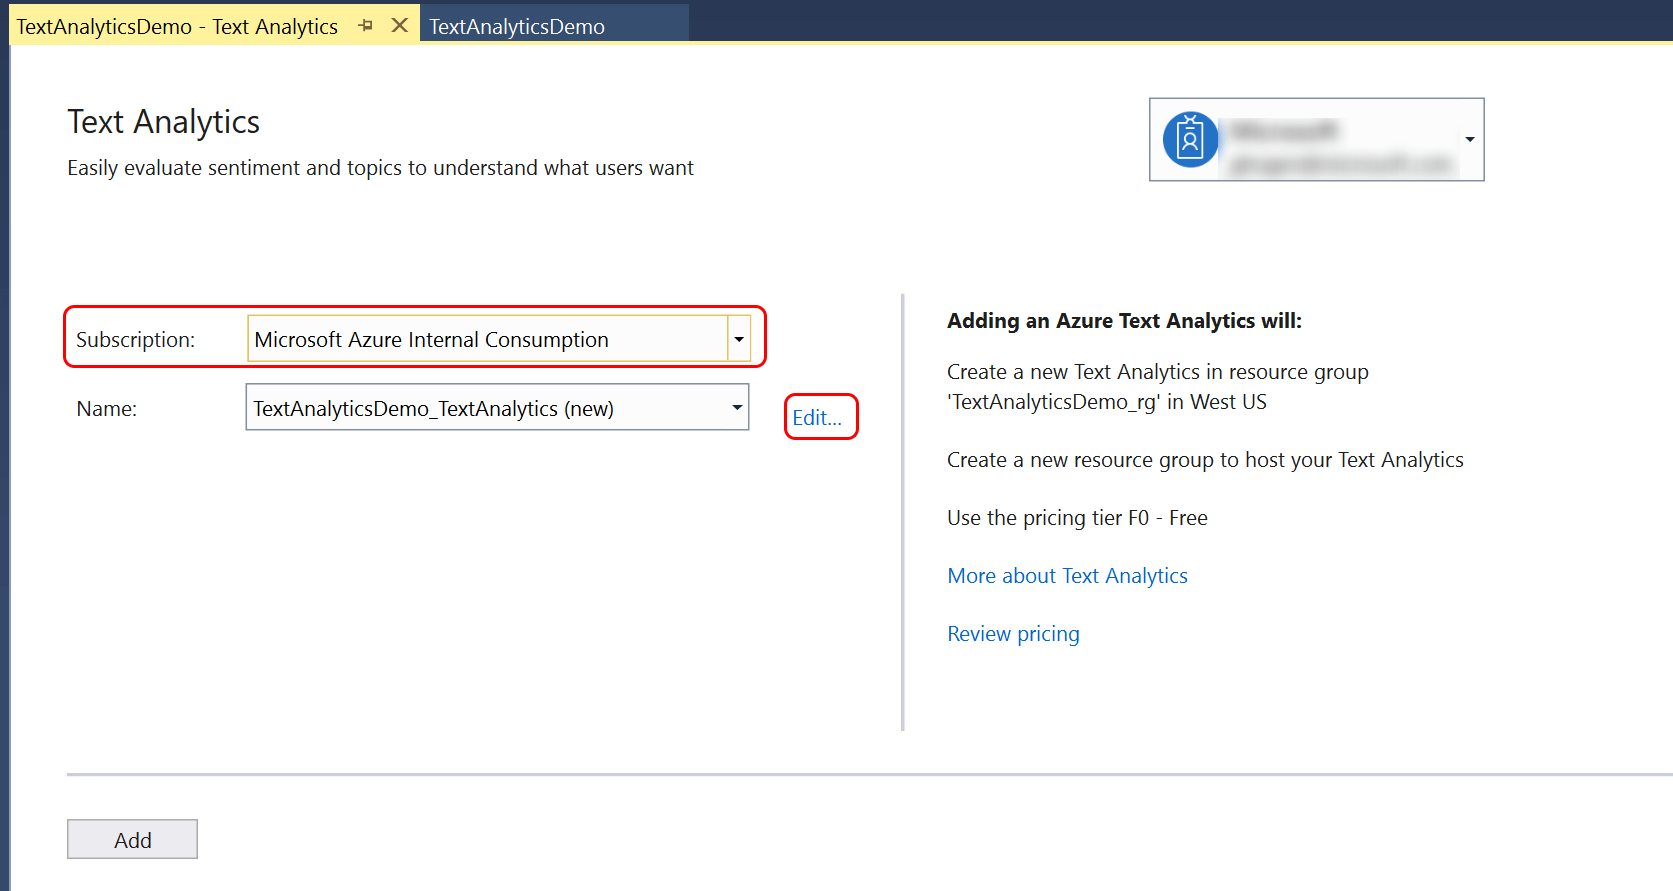 TextAnalyticsDemo - Text Analytics
TextAnalyticsDemo
Text Analytics
Easily evaluate sentiment and topics to understand what users want
Subscription:
Microsoft Azure Internal Consumption
Name:
TextAnalyticsDemo_TextAnalytics (new)
Edit...
Adding an Azure Text Analytics will:
Create a new Text Analytics in resource group
'TextAnalyticsDemo_rg' in West US
Create a new resource group to host your Text Analytics
Use the pricing tier F0 - Free
More about Text Analytics
Review pricing
Add